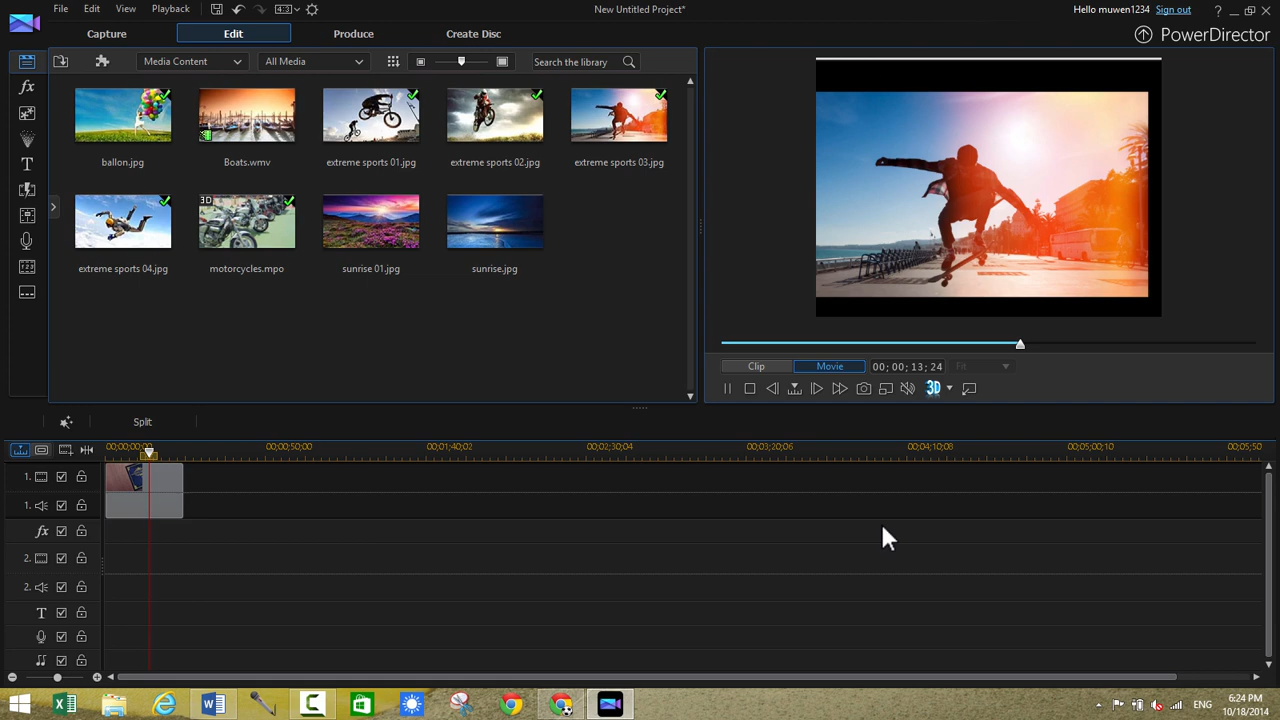 File Edit View Playback 4:3 New Untitled Project* Hello muwen1234 Sign out ?
Capture Edit Produce Create Disc PowerDirector
Media Content All Media Search the library
fx
T
ballon.jpg Boats.wmv extreme sports 01.jpg extreme sports 02.jpg extreme sports 03.jpg
3D
extreme sports 04.jpg motorcycles.mpo sunrise 01.jpg sunrise.jpg
Clip Movie 00; 00; 13; 24 Fit
3D
Split
00;00;00;00 00;00;50;00 00;01;40;02 00;02;30;04 00;03;20;06 00;04;10;08 00;05;00;10 00;05;50
1.
1.
fx
2.
2.
T
6:24 PM
ENG
10/18/2014